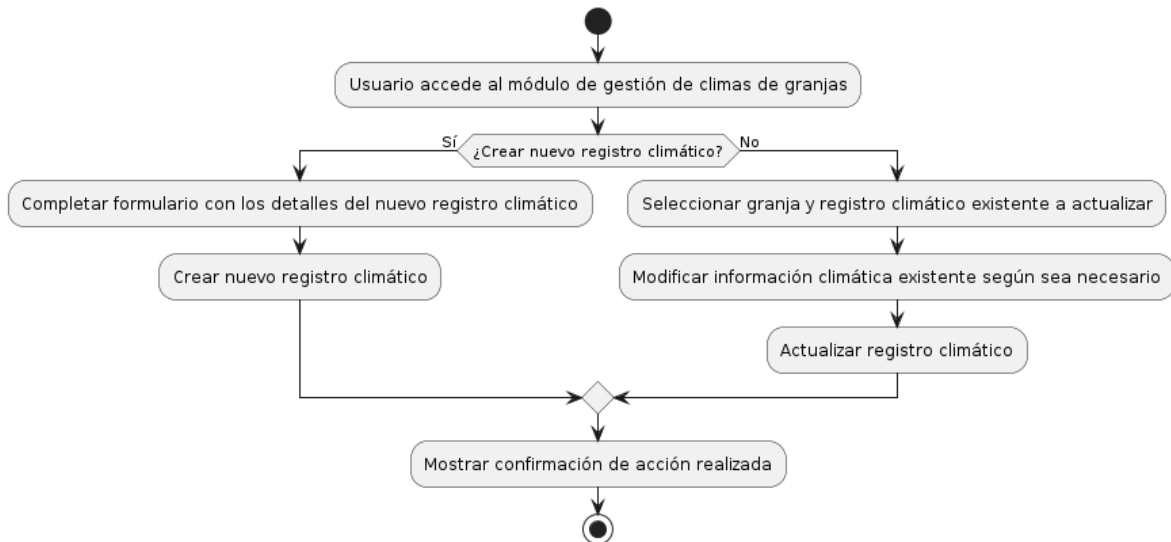 Usuario accede al módulo de gestión de climas de granjas
Sí
¿Crear nuevo registro climático?
No
Completar formulario con los detalles del nuevo registro climático
Seleccionar granja y registro climático existente a actualizar
Crear nuevo registro climático
Modificar información climática existente según sea necesario
Actualizar registro climático
Mostrar confirmación de acción realizada